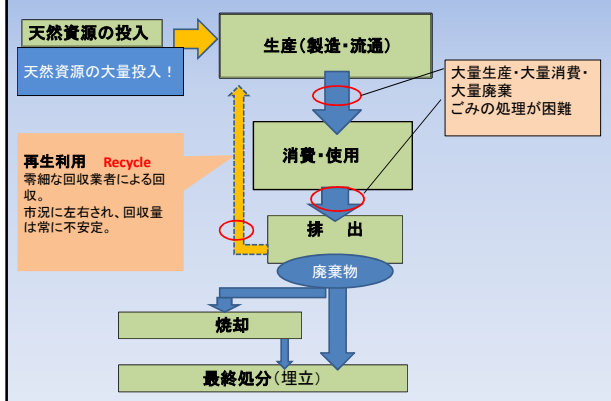 天然資源の投入
天然資源の大量投入！
生産（製造・流通）
大量生産・大量消費・
大量廃棄
ごみの処理が困難
消費・使用
再生利用　Recycle
零細な回収業者による回
収。
市況に左右され、回収量
は常に不安定。
排　出
廃棄物
焼却
最終処分（埋立）